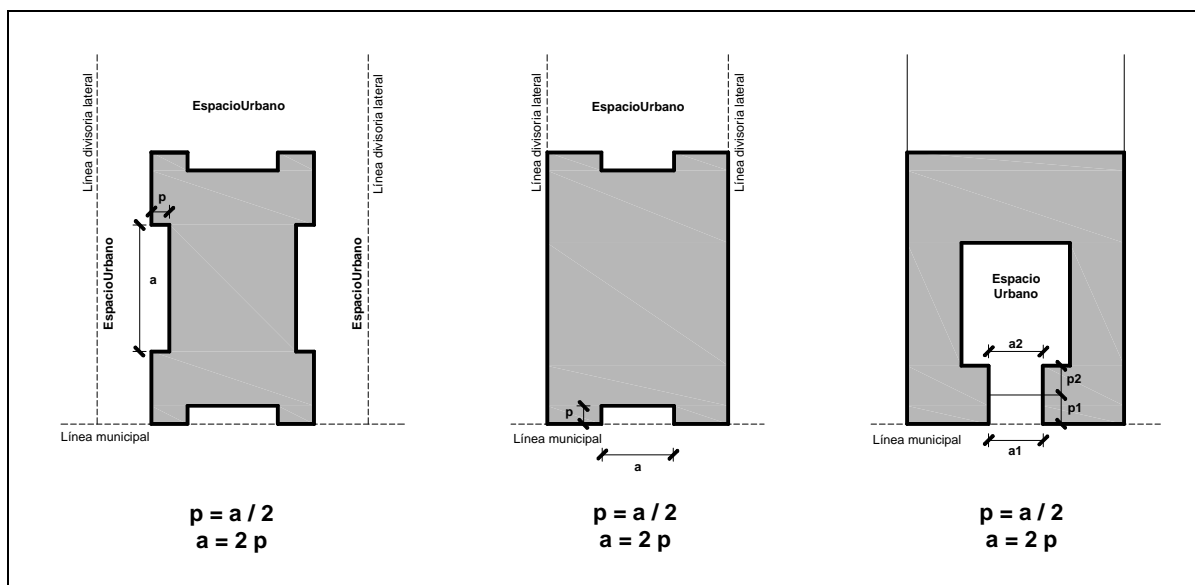 Línea divisoria lateral
EspacioUrbano
Línea divisoria lateral
p
EspacioUrbano
a
EspacioUrbano
Línea municipal
p = a / 2
a = 2 p
Línea divisoria lateral
EspacioUrbano
Línea divisoria lateral
p
Línea municipal
a
p = a / 2
a = 2 p
Espacio
Urbano
a2
p2
p1
Línea municipal
a1
p = a / 2
a = 2 p